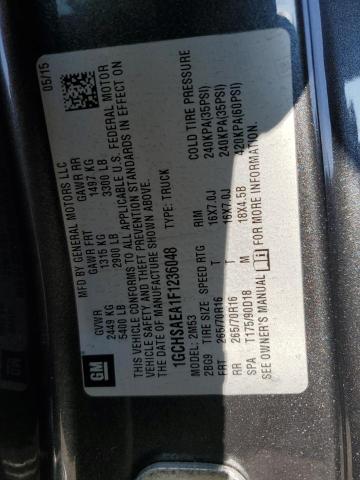 MFD BY GENERAL MOTORS LLC
05/15
GVWR GAWR FRT GAWR RR
2449 KG 1315 KG 1497 KG
5400 LB 2900 LB 3300 LB
THIS VEHICLE CONFORMS TO ALL APPLICABLE U.S. FEDERAL MOTOR
VEHICLE SAFETY AND THEFT PREVENTION STANDARDS IN EFFECT ON
THE DATE OF MANUFACTURE SHOWN ABOVE.
1GCHSAEA1F1236048 TYPE: TRUCK
MODEL: 2M53
2BG9 TIRE SIZE SPEED RTG RIM COLD TIRE PRESSURE
FRT 265/70R16 T 16X7.0J 240KPA(35PSI)
RR 265/70R16 T 16X7.0J 240KPA(35PSI)
SPA T175/90D18 M 18X4.5B 420KPA(60PSI)
SEE OWNER'S MANUAL FOR MORE INFORMATION.
GM